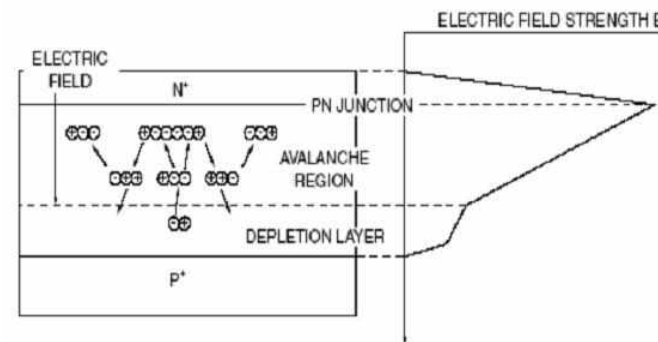 ELECTRIC FIELD STRENGTH E
ELECTRIC
FIELD
N+
PN JUNCTION
AVALANCHE
REGION
DEPLETION LAYER
P+